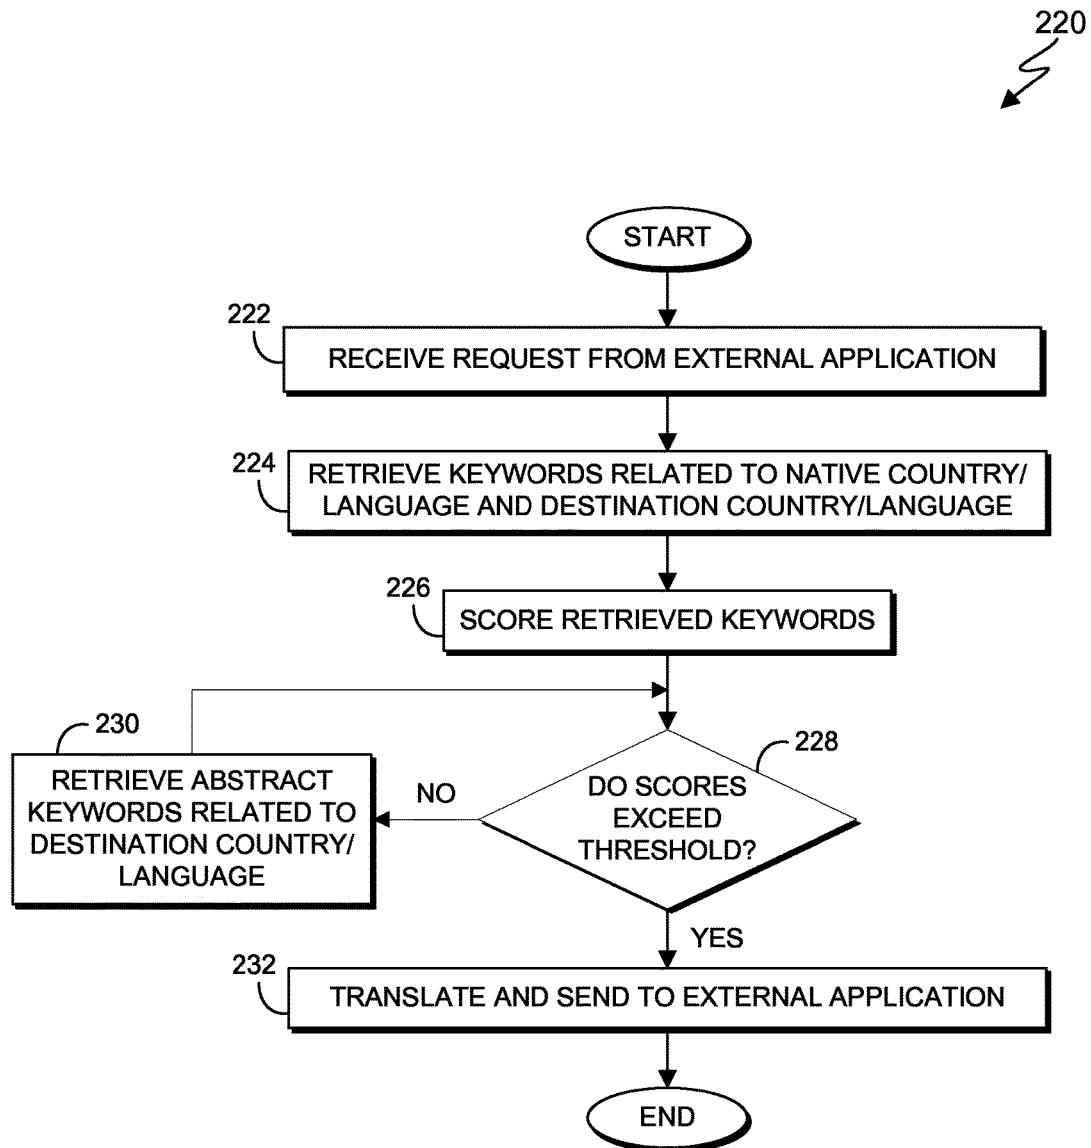 220
START
222
RECEIVE REQUEST FROM EXTERNAL APPLICATION
224
RETRIEVE KEYWORDS RELATED TO NATIVE COUNTRY/
LANGUAGE AND DESTINATION COUNTRY/LANGUAGE
226
SCORE RETRIEVED KEYWORDS
230
RETRIEVE ABSTRACT
KEYWORDS RELATED TO
DESTINATION COUNTRY/
LANGUAGE
NO
228
DO SCORES
EXCEED
THRESHOLD?
YES
232
TRANSLATE AND SEND TO EXTERNAL APPLICATION
END